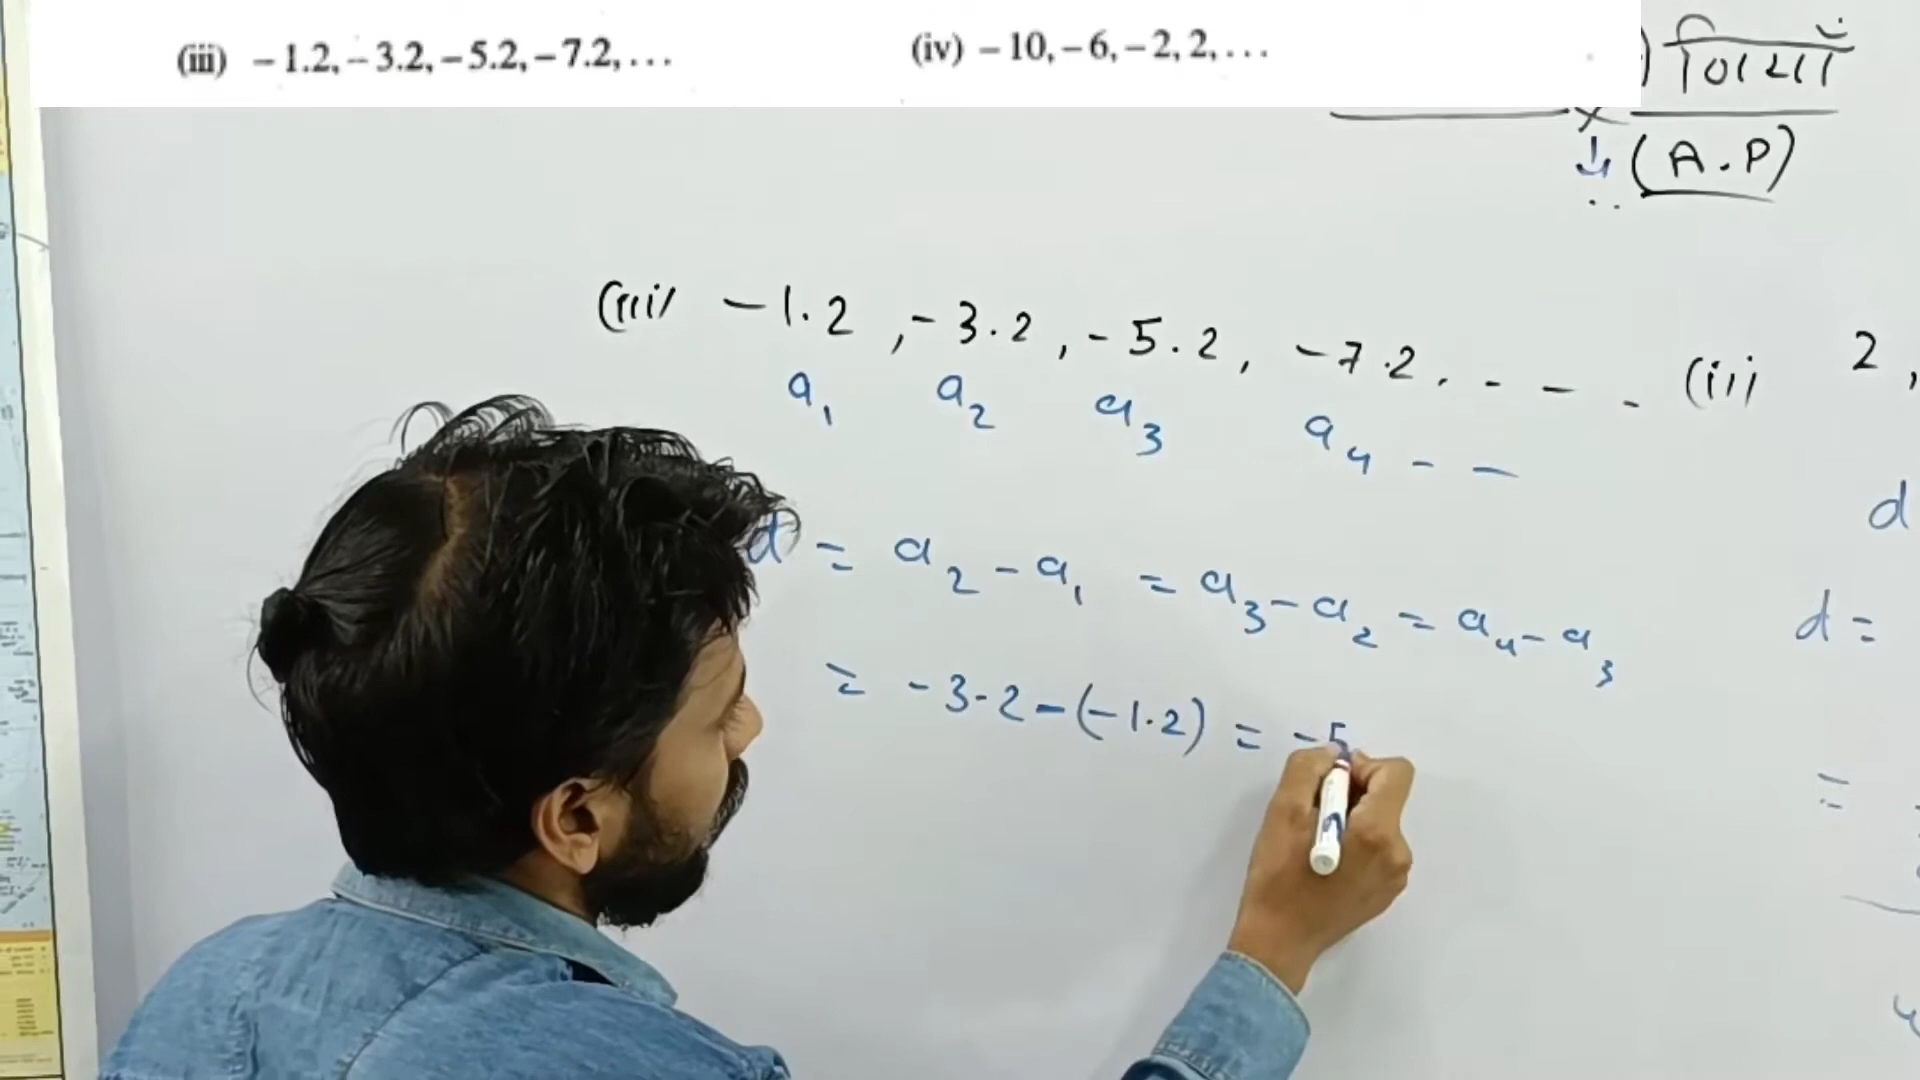 (iii) – 1.2, – 3.2, – 5.2, – 7.2, . . .
(iv) – 10, – 6, – 2, 2, . . .
(A.P)
(iii) – 1.2 , – 3.2 , – 5.2 , – 7.2 . - – .
a₁ a₂ a₃ a₄ - –
d = a₂ – a₁ = a₃ – a₂ = a₄ – a₃
= – 3.2 – (– 1.2) = – 5
(ii) 2 ,
d
d =
=